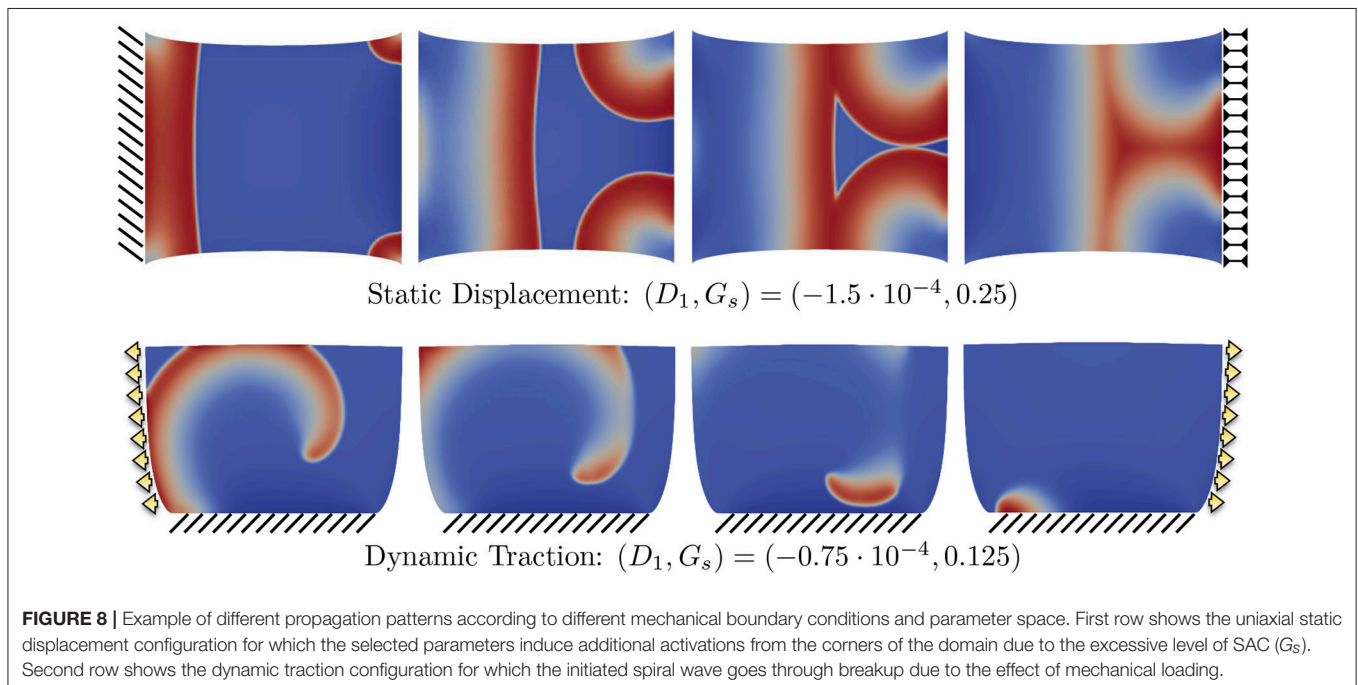 Static Displacement: (D₁, Gₛ) = (−1.5 · 10⁻⁴, 0.25)
Dynamic Traction: (D₁, Gₛ) = (−0.75 · 10⁻⁴, 0.125)
FIGURE 8 | Example of different propagation patterns according to different mechanical boundary conditions and parameter space. First row shows the uniaxial static
displacement configuration for which the selected parameters induce additional activations from the corners of the domain due to the excessive level of SAC (Gₛ).
Second row shows the dynamic traction configuration for which the initiated spiral wave goes through breakup due to the effect of mechanical loading.